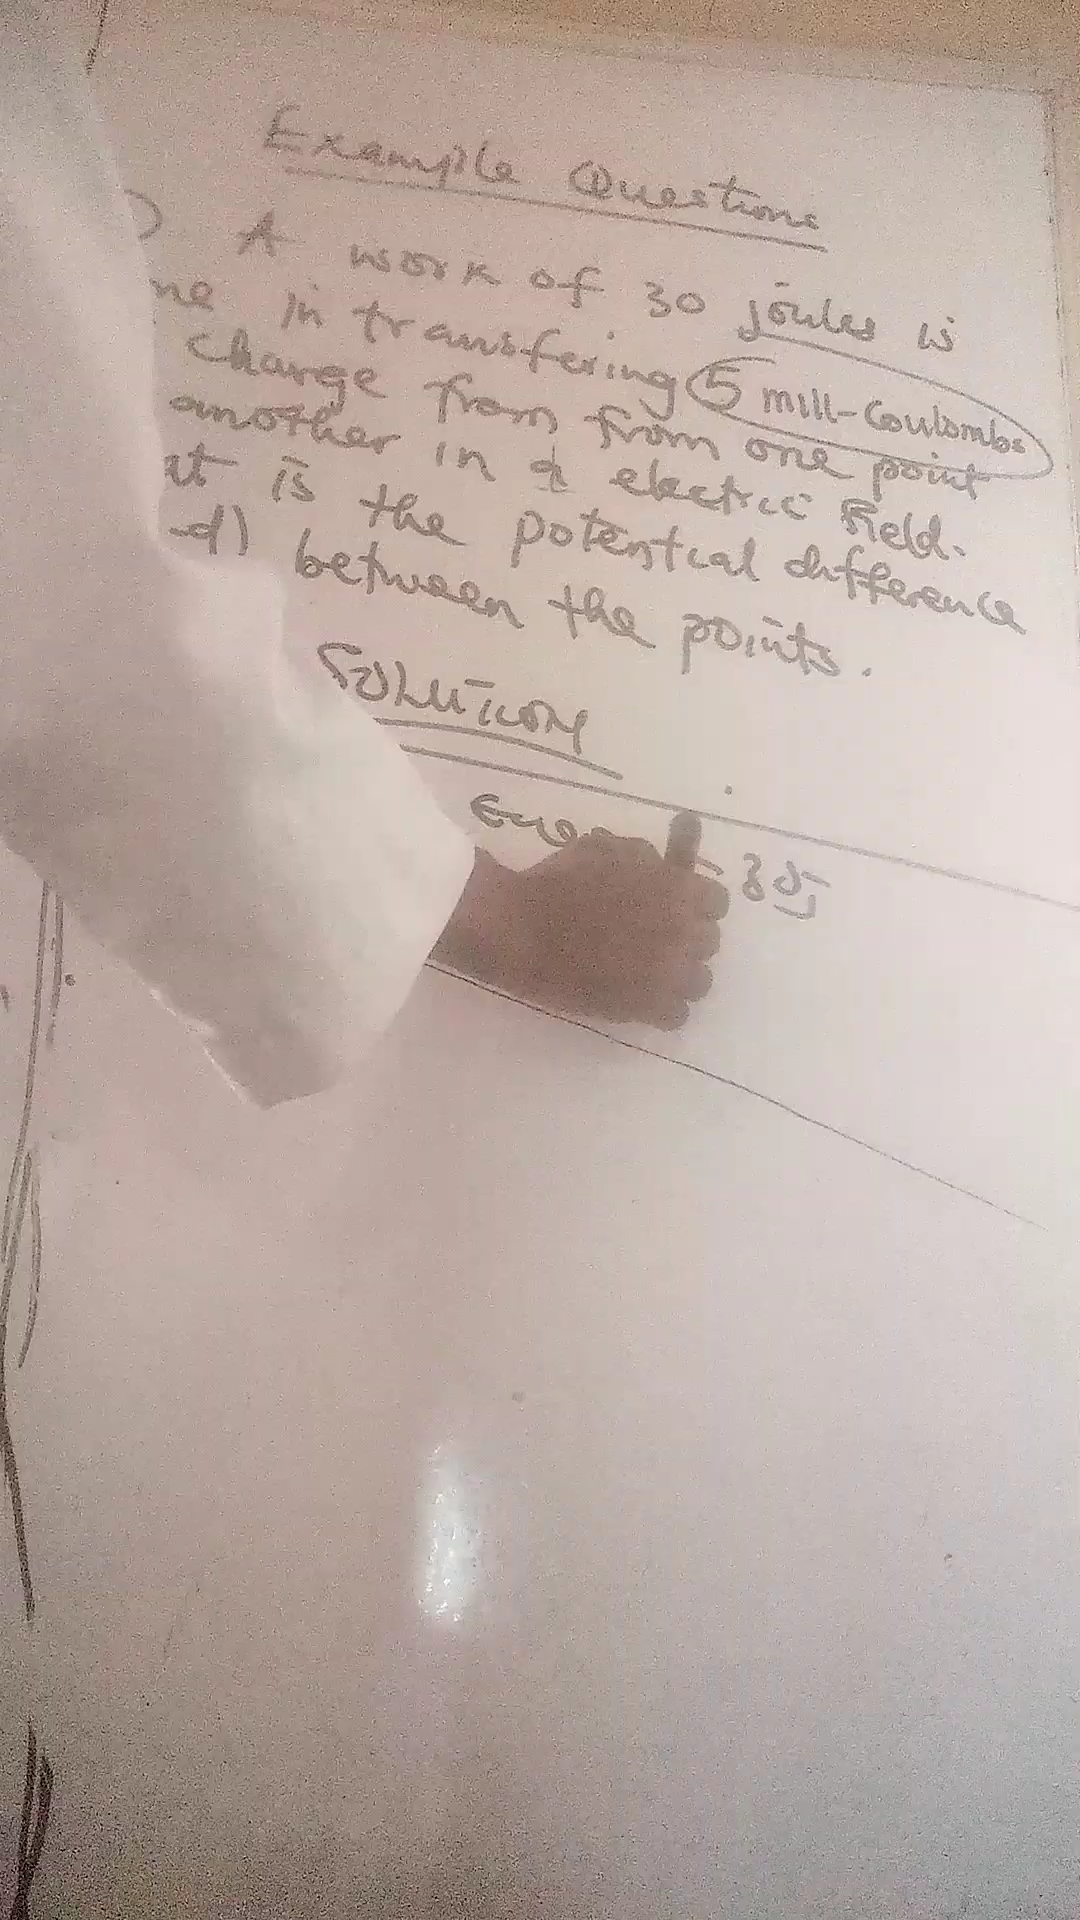 Example Questions
A work of 30 joules is
ne in transfering 5 mill-Coulombs
charge from from one point
another in a electric field.
at is the potential difference
d) between the points.
SOLUTION
30J